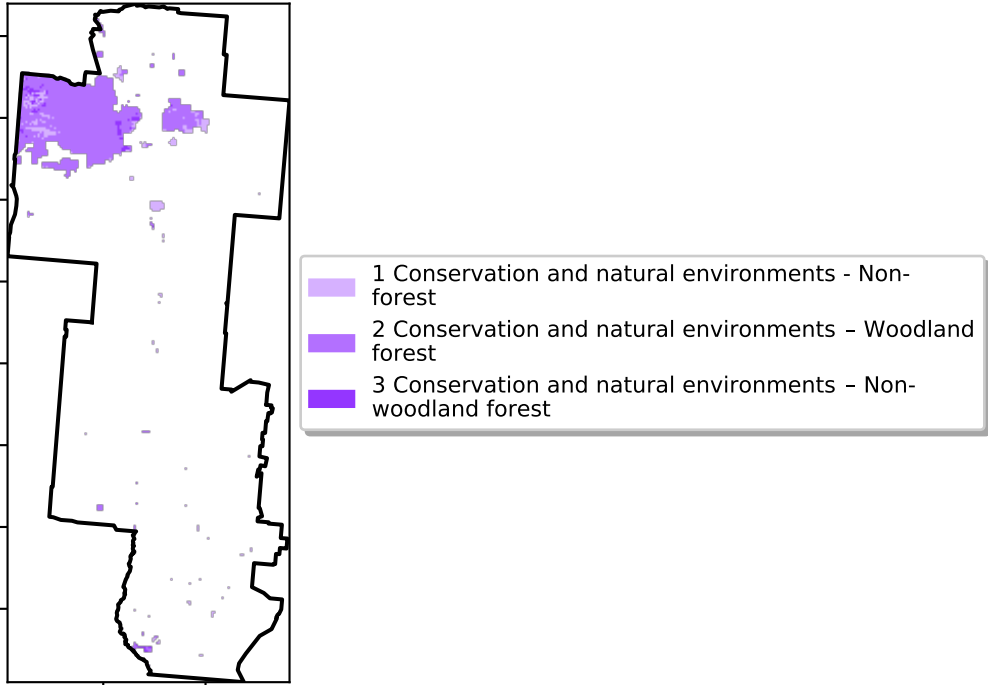 1 Conservation and natural environments - Non-
forest
2 Conservation and natural environments – Woodland
forest
3 Conservation and natural environments – Non-
woodland forest